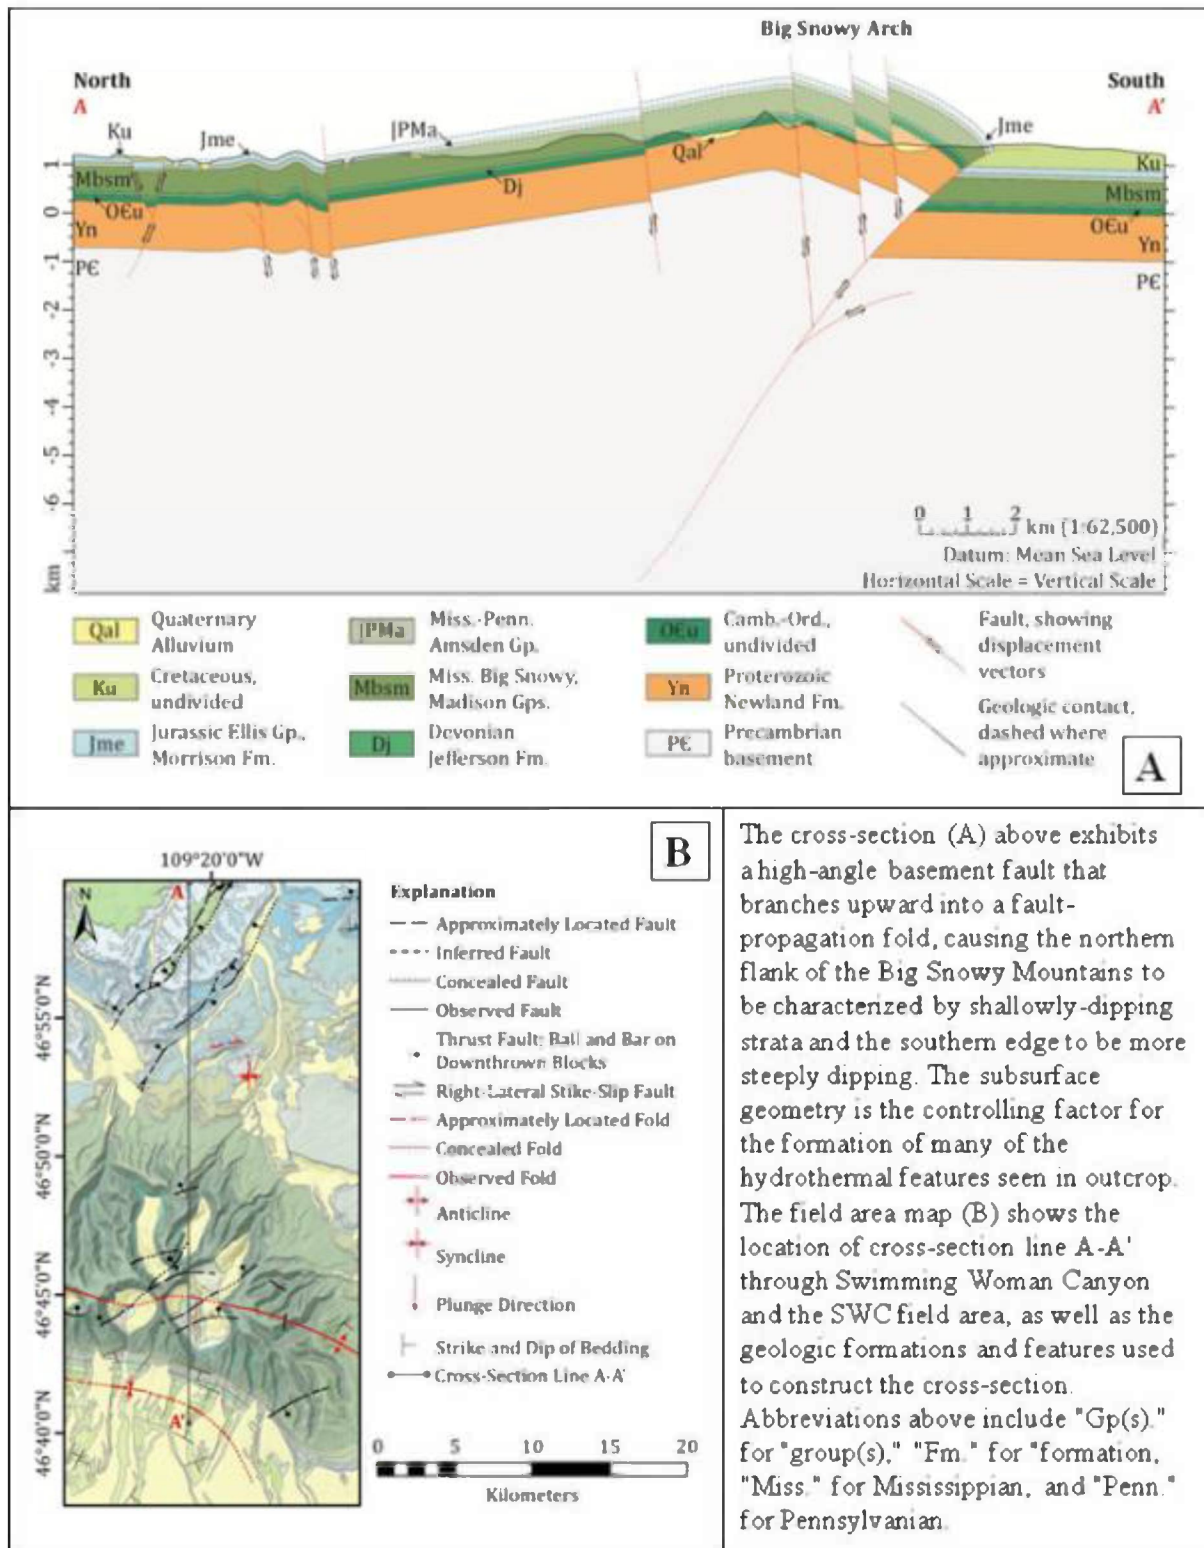 Big Snowy Arch
North
South
A
A'
Ku
Jme
|PMa
Jme
Qal
Ku
Mbsm
Dj
Mbsm
OЄu
OЄu
Yn
Yn
PЄ
PЄ
1
0
-1
-2
-3
-4
-5
-6
km
0 1 2 km (1:62,500)
Datum: Mean Sea Level
Horizontal Scale = Vertical Scale
Qal Quaternary
Alluvium
Ku Cretaceous,
undivided
Jme Jurassic Ellis Gp.,
Morrison Fm.
|PMa Miss.-Penn.
Amsden Gp.
Mbsm Miss. Big Snowy,
Madison Gps.
Dj Devonian
Jefferson Fm.
OЄu Camb.-Ord.,
undivided
Yn Proterozoic
Newland Fm.
PЄ Precambrian
basement
Fault, showing
displacement
vectors
Geologic contact,
dashed where
approximate
A
B
109°20'0"W
N
A
A'
46°55'0"N
46°50'0"N
46°45'0"N
46°40'0"N
Explanation
Approximately Located Fault
Inferred Fault
Concealed Fault
Observed Fault
Thrust Fault: Ball and Bar on
Downthrown Blocks
Right-Lateral Stike-Slip Fault
Approximately Located Fold
Concealed Fold
Observed Fold
Anticline
Syncline
Plunge Direction
Strike and Dip of Bedding
Cross-Section Line A-A'
0 5 10 15 20
Kilometers
The cross-section (A) above exhibits
a high-angle basement fault that
branches upward into a fault-
propagation fold, causing the northern
flank of the Big Snowy Mountains to
be characterized by shallowly-dipping
strata and the southern edge to be more
steeply dipping. The subsurface
geometry is the controlling factor for
the formation of many of the
hydrothermal features seen in outcrop.
The field area map (B) shows the
location of cross-section line A-A'
through Swimming Woman Canyon
and the SWC field area, as well as the
geologic formations and features used
to construct the cross-section.
Abbreviations above include "Gp(s)."
for "group(s)," "Fm." for "formation,
"Miss." for Mississippian, and "Penn."
for Pennsylvanian.